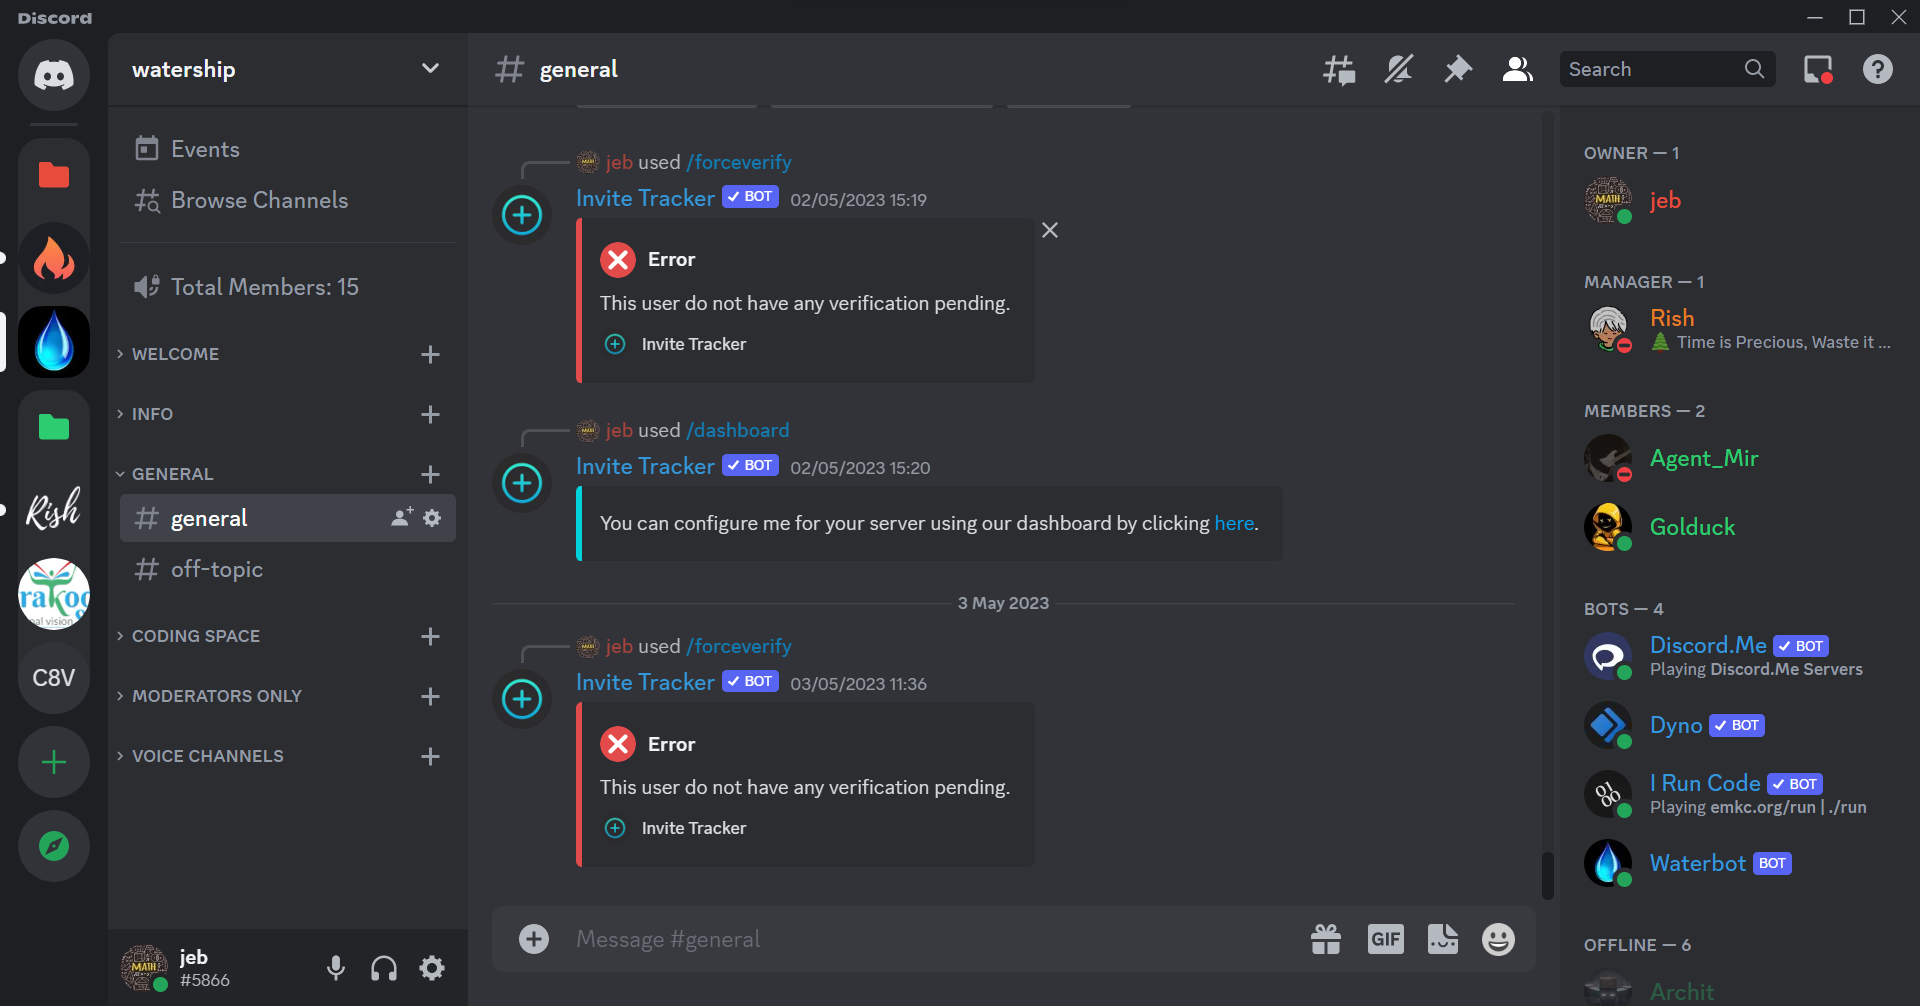 Discord
watership
Events
Browse Channels
Total Members: 15
WELCOME
INFO
GENERAL
general
off-topic
CODING SPACE
MODERATORS ONLY
VOICE CHANNELS
Rish
rakoo
nal vision
C8V
jeb
#5866
general
Search
jeb used /forceverify
Invite Tracker BOT 02/05/2023 15:19
Error
This user do not have any verification pending.
Invite Tracker
jeb used /dashboard
Invite Tracker BOT 02/05/2023 15:20
You can configure me for your server using our dashboard by clicking here.
3 May 2023
jeb used /forceverify
Invite Tracker BOT 03/05/2023 11:36
Error
This user do not have any verification pending.
Invite Tracker
Message #general
GIF
OWNER — 1
MATH
jeb
MANAGER — 1
Rish
Time is Precious, Waste it ...
MEMBERS — 2
Agent_Mir
Golduck
BOTS — 4
Discord.Me BOT
Playing Discord.Me Servers
Dyno BOT
I Run Code BOT
Playing emkc.org/run | ./run
Waterbot BOT
OFFLINE — 6
Archit